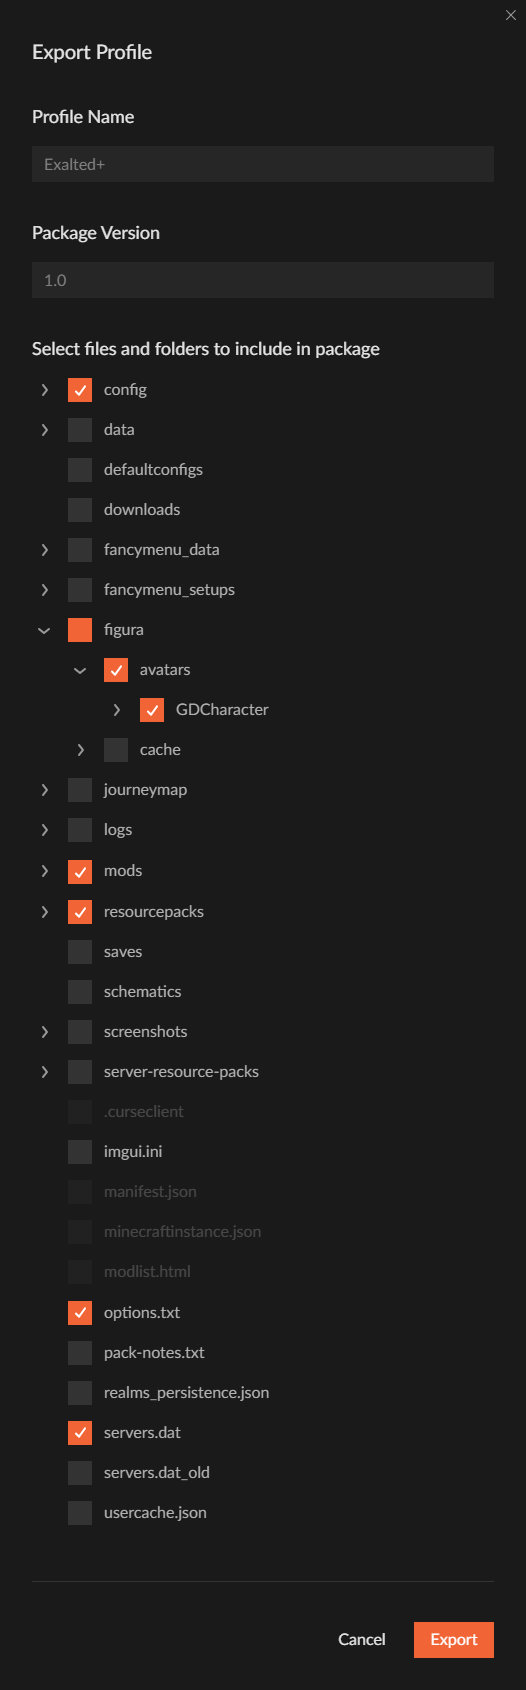 Export Profile
Profile Name
Exalted+
Package Version
1.0
Select files and folders to include in package
config
data
defaultconfigs
downloads
fancymenu_data
fancymenu_setups
figura
avatars
GDCharacter
cache
journeymap
logs
mods
resourcepacks
saves
schematics
screenshots
server-resource-packs
.curseclient
imgui.ini
manifest.json
minecraftinstance.json
modlist.html
options.txt
pack-notes.txt
realms_persistence.json
servers.dat
servers.dat_old
usercache.json
Cancel Export